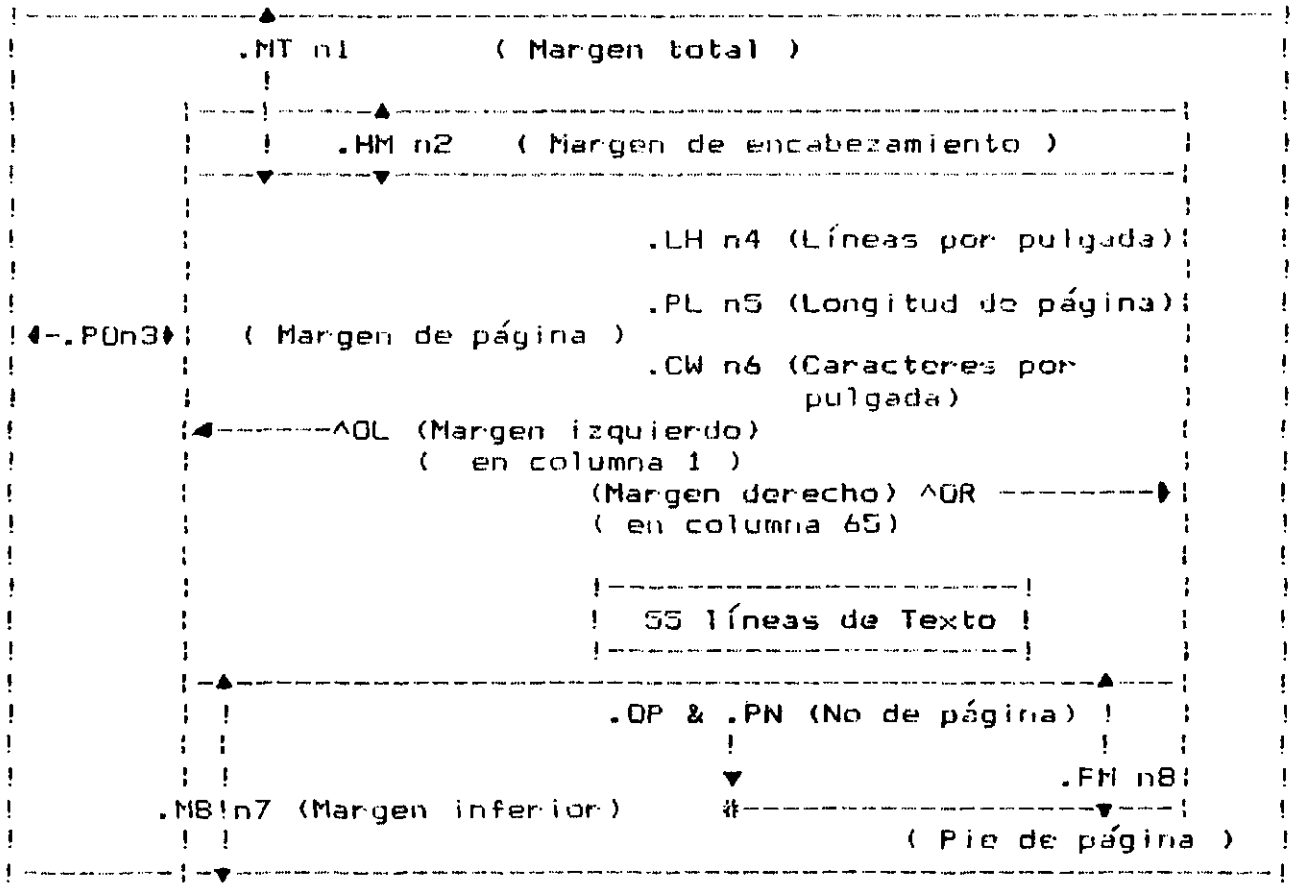 .MT n1 ( Margen total )
.HM n2 ( Margen de encabezamiento )
.LH n4 (Líneas por pulgada)
.PL n5 (Longitud de página)
.POn3 ( Margen de página )
.CW n6 (Caracteres por
pulgada)
^OL (Margen izquierdo)
( en columna 1 )
(Margen derecho) ^OR
( en columna 65)
55 líneas de Texto
.OP & .PN (No de página)
.FM n8
.MB n7 (Margen inferior) #
( Pie de página )